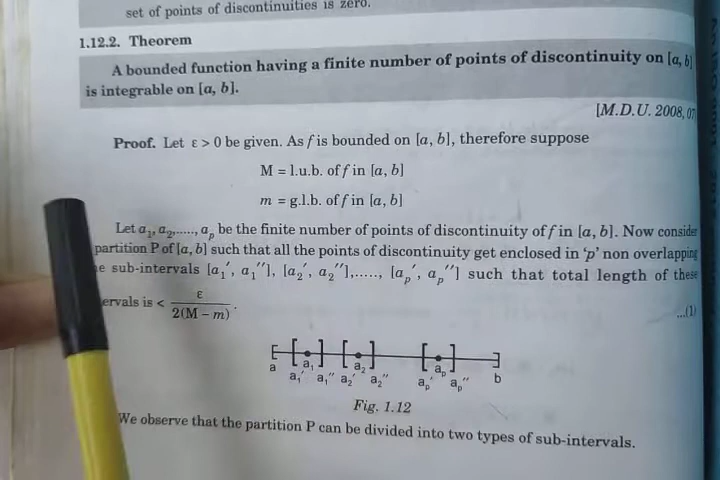 set of points of discontinuities is zero.
1.12.2. Theorem
A bounded function having a finite number of points of discontinuity on [a, b]
is integrable on [a, b].
[M.D.U. 2008, 07
Proof. Let ε > 0 be given. As f is bounded on [a, b], therefore suppose
M = l.u.b. of f in [a, b]
m = g.l.b. of f in [a, b]
Let a₁, a₂,....., aₚ be the finite number of points of discontinuity of f in [a, b]. Now consider
partition P of [a, b] such that all the points of discontinuity get enclosed in ‘p’ non overlapping
sub-intervals [a₁′, a₁″], [a₂′, a₂″],....., [aₚ′, aₚ″] such that total length of these
ervals is < ε / 2(M – m) . ...(1)
a a₁′ a₁ a₁″ a₂′ a₂ a₂″ aₚ′ aₚ aₚ″ b
Fig. 1.12
We observe that the partition P can be divided into two types of sub-intervals.